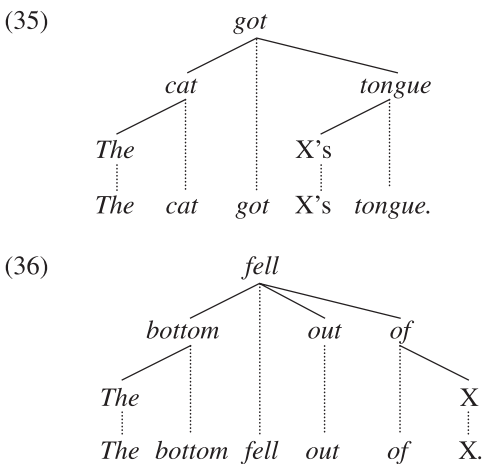 (35) got
cat tongue
The X's
The cat got X's tongue.
(36) fell
bottom out of
The X
The bottom fell out of X.